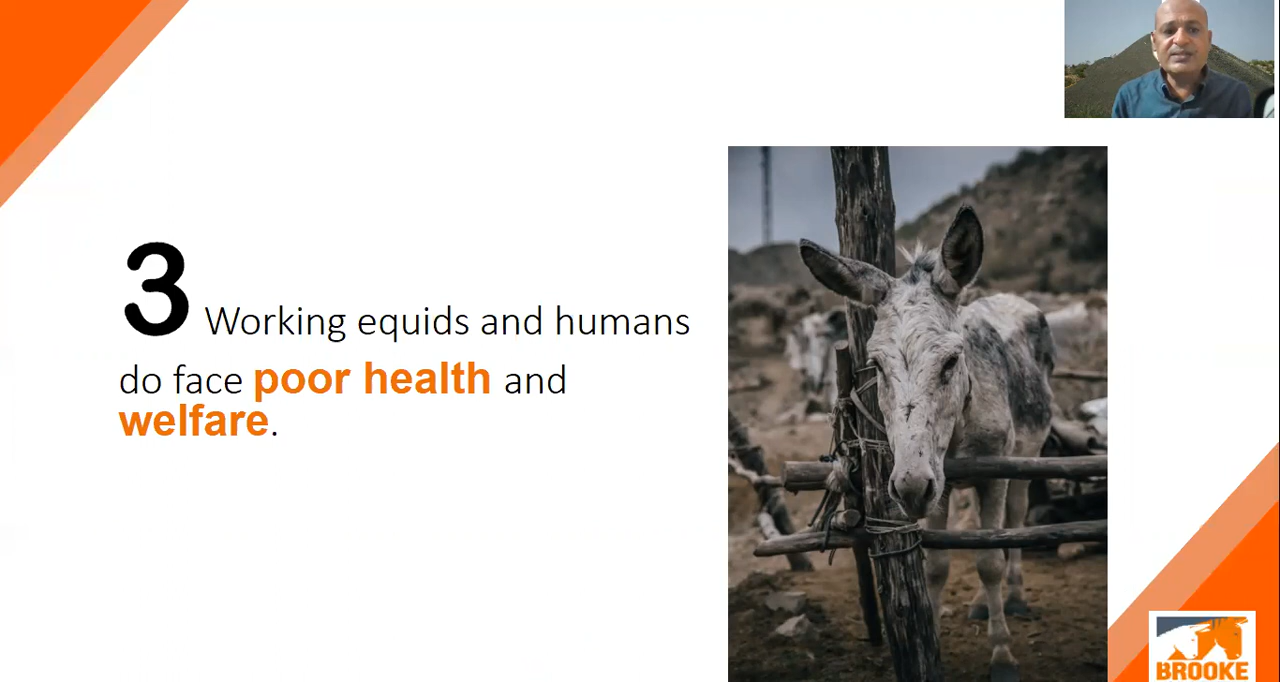 3 Working equids and humans
do face poor health and
welfare.
BROOKE